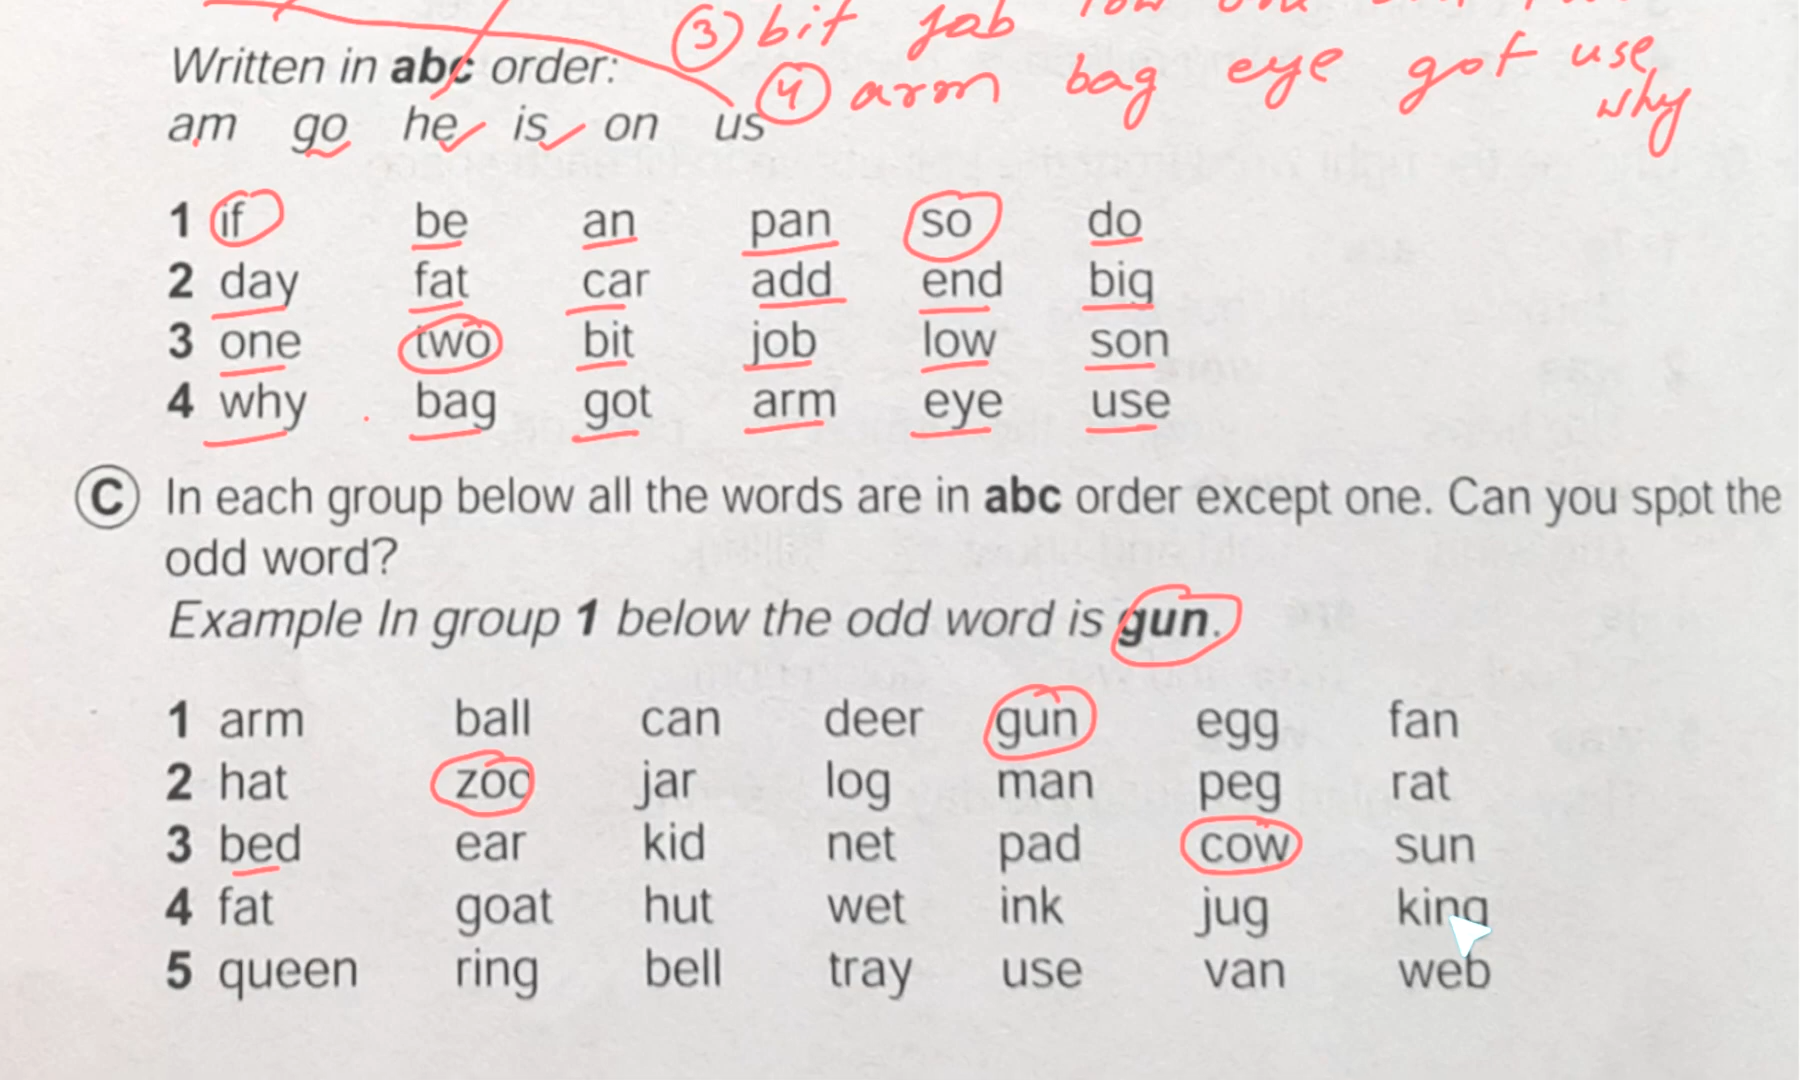 ③ bit job
Written in abc order:
④ arm bag eye got use
why
am go he is on us
1 if be an pan so do
2 day fat car add end big
3 one two bit job low son
4 why bag got arm eye use
C In each group below all the words are in abc order except one. Can you spot the
odd word?
Example In group 1 below the odd word is gun.
1 arm ball can deer gun egg fan
2 hat zoo jar log man peg rat
3 bed ear kid net pad cow sun
4 fat goat hut wet ink jug king
5 queen ring bell tray use van web